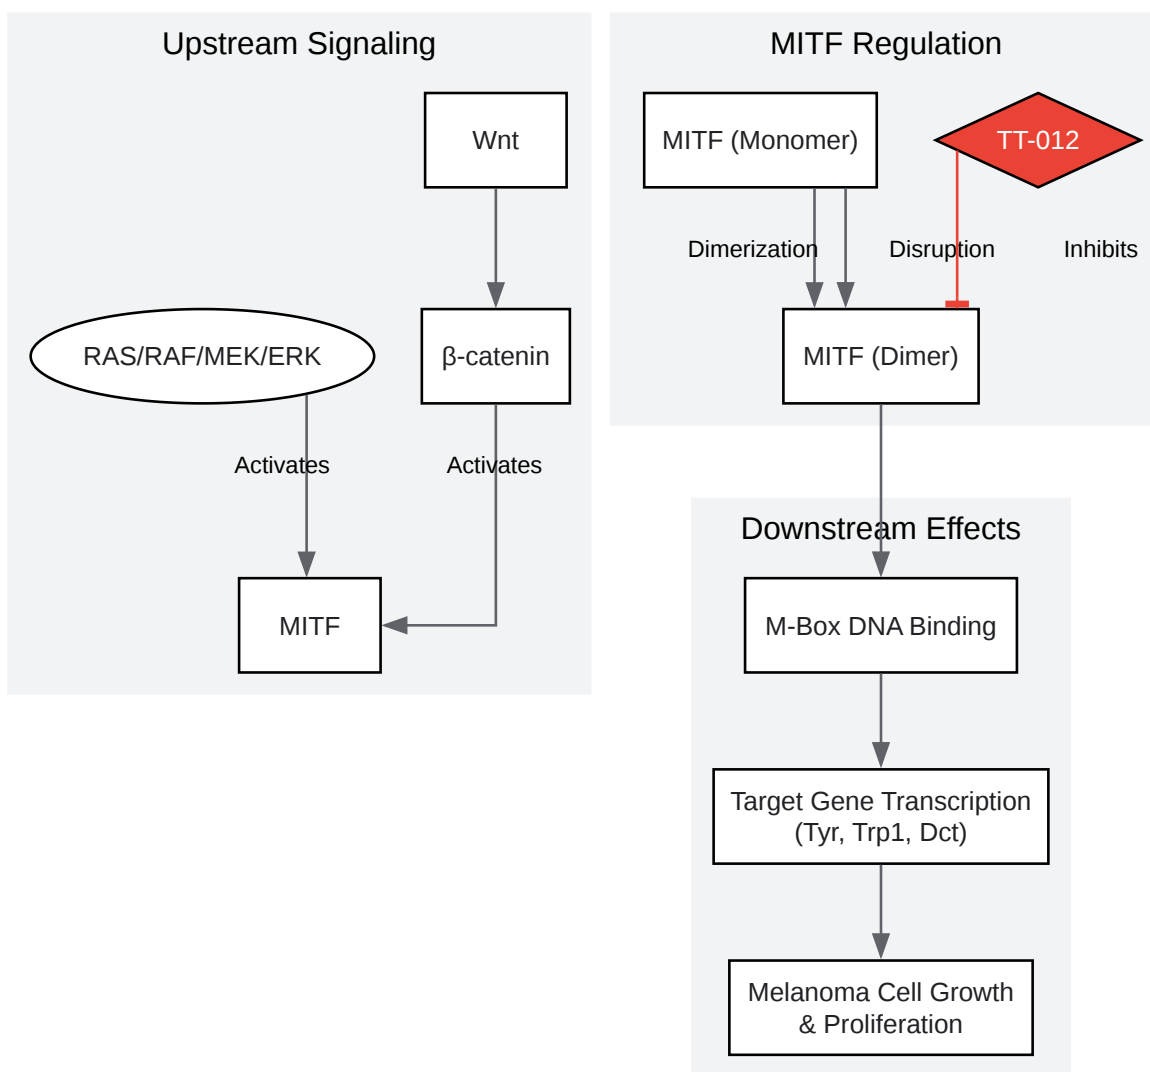 Upstream Signaling
Wnt
RAS/RAF/MEK/ERK
β-catenin
Activates
Activates
MITF
MITF Regulation
MITF (Monomer)
TT-012
Dimerization
Disruption
Inhibits
MITF (Dimer)
Downstream Effects
M-Box DNA Binding
Target Gene Transcription
(Tyr, Trp1, Dct)
Melanoma Cell Growth
& Proliferation